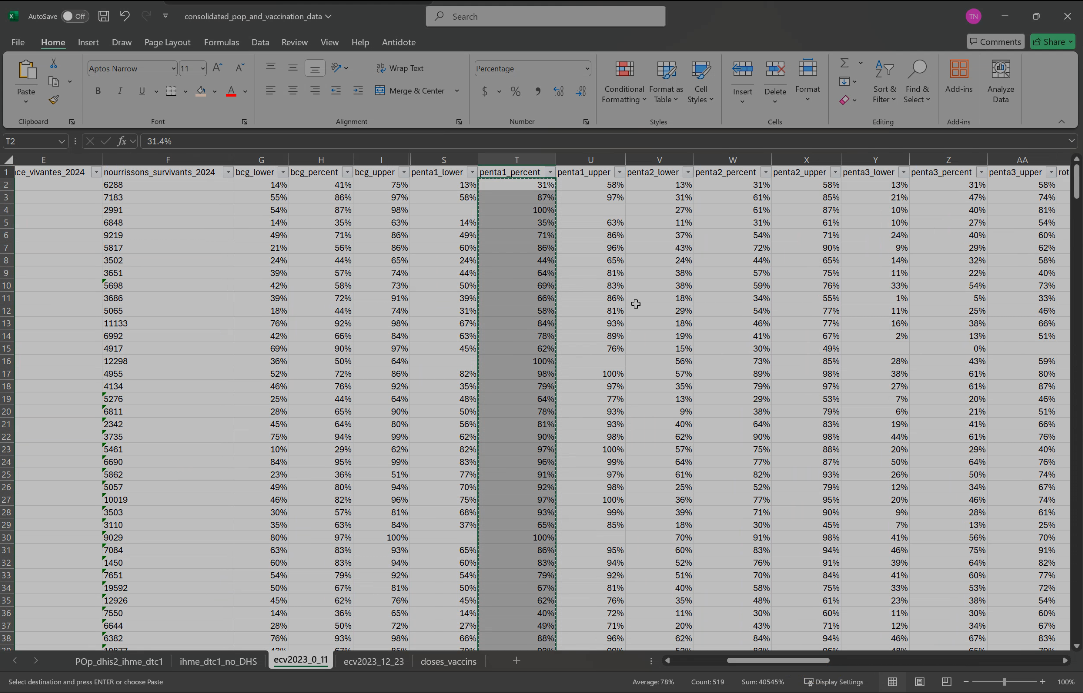 AutoSave Off consolidated_pop_and_vaccination_data Search TN
File Home Insert Draw Page Layout Formulas Data Review View Help Antidote Comments Share
Paste Aptos Narrow 11 Wrap Text Percentage Conditional Formatting Format as Table Cell Styles Insert Delete Format Sort & Filter Find & Select Add-ins Analyze Data
B I U A Merge & Center $ %
Clipboard Font Alignment Number Styles Cells Editing Add-ins
T2 fx 31.4%
E F G H I S T U V W X Y Z AA
1 ce_vivantes_2024 nourrissons_survivants_2024 bcg_lower bcg_percent bcg_upper penta1_lower penta1_percent penta1_upper penta2_lower penta2_percent penta2_upper penta3_lower penta3_percent penta3_upper rot
2 6288 14% 41% 75% 13% 31% 58% 13% 31% 58% 13% 31% 58%
3 7183 55% 86% 97% 58% 87% 97% 31% 61% 85% 21% 47% 74%
4 2991 54% 87% 98% 100% 27% 61% 87% 10% 40% 81%
5 6848 14% 35% 63% 14% 35% 63% 11% 31% 61% 10% 27% 54%
6 9219 49% 71% 86% 49% 71% 86% 37% 54% 71% 24% 40% 60%
7 5817 21% 56% 86% 60% 86% 96% 43% 72% 90% 9% 29% 62%
8 3502 24% 44% 65% 24% 44% 65% 24% 44% 65% 14% 32% 58%
9 3651 39% 57% 74% 44% 64% 81% 38% 57% 75% 11% 22% 40%
10 5698 42% 58% 73% 50% 69% 83% 38% 59% 76% 33% 54% 73%
11 3686 39% 72% 91% 39% 66% 86% 18% 34% 55% 1% 5% 33%
12 5065 18% 44% 74% 31% 58% 81% 29% 54% 77% 11% 25% 46%
13 11133 76% 92% 98% 67% 84% 93% 18% 46% 77% 16% 38% 66%
14 6992 42% 66% 84% 63% 78% 89% 19% 41% 67% 2% 13% 51%
15 4917 69% 90% 97% 45% 62% 76% 15% 30% 49% 0%
16 12298 36% 50% 64% 100% 56% 73% 85% 28% 43% 59%
17 4955 52% 72% 86% 82% 98% 100% 57% 89% 98% 38% 61% 80%
18 4134 46% 76% 92% 35% 79% 97% 35% 79% 97% 27% 61% 87%
19 5276 25% 44% 64% 48% 64% 77% 13% 29% 53% 7% 20% 46%
20 6811 28% 65% 90% 50% 78% 93% 9% 38% 79% 6% 21% 51%
21 2342 45% 64% 80% 56% 81% 93% 40% 64% 83% 19% 41% 66%
22 3735 75% 94% 99% 62% 90% 98% 62% 90% 98% 44% 61% 76%
23 5461 10% 29% 62% 82% 97% 100% 57% 75% 88% 20% 29% 40%
24 6690 84% 95% 99% 83% 96% 99% 64% 77% 87% 50% 64% 76%
25 5862 23% 36% 51% 77% 91% 97% 61% 82% 93% 26% 50% 74%
26 5057 49% 80% 94% 70% 92% 98% 25% 52% 79% 12% 34% 67%
27 10019 46% 82% 96% 75% 97% 100% 36% 77% 95% 20% 46% 74%
28 3503 30% 57% 81% 68% 93% 99% 39% 71% 90% 9% 28% 61%
29 3110 35% 63% 84% 37% 65% 85% 18% 30% 45% 7% 13% 25%
30 9029 80% 97% 100% 100% 70% 91% 98% 41% 56% 70%
31 7084 63% 83% 93% 65% 86% 95% 60% 83% 94% 46% 75% 91%
32 1450 60% 83% 94% 60% 83% 94% 52% 76% 91% 39% 64% 82%
33 7651 54% 79% 92% 54% 79% 92% 51% 70% 84% 41% 60% 77%
34 19592 50% 67% 81% 50% 67% 81% 40% 58% 75% 33% 53% 72%
35 12926 45% 62% 76% 45% 62% 76% 35% 48% 61% 23% 38% 54%
36 7550 14% 36% 65% 14% 40% 72% 11% 30% 60% 11% 30% 60%
37 6644 28% 50% 72% 27% 49% 71% 20% 43% 71% 12% 34% 67%
38 6382 76% 93% 98% 66% 88% 96% 62% 84% 94% 46% 67% 83%
POp_dhis2_ihme_dtc1 ihme_dtc1_no_DHS ecv2023_0_11 ecv2023_12_23 doses_vaccins
Select destination and press ENTER or choose Paste Average: 78% Count: 519 Sum: 40545% Display Settings 100%